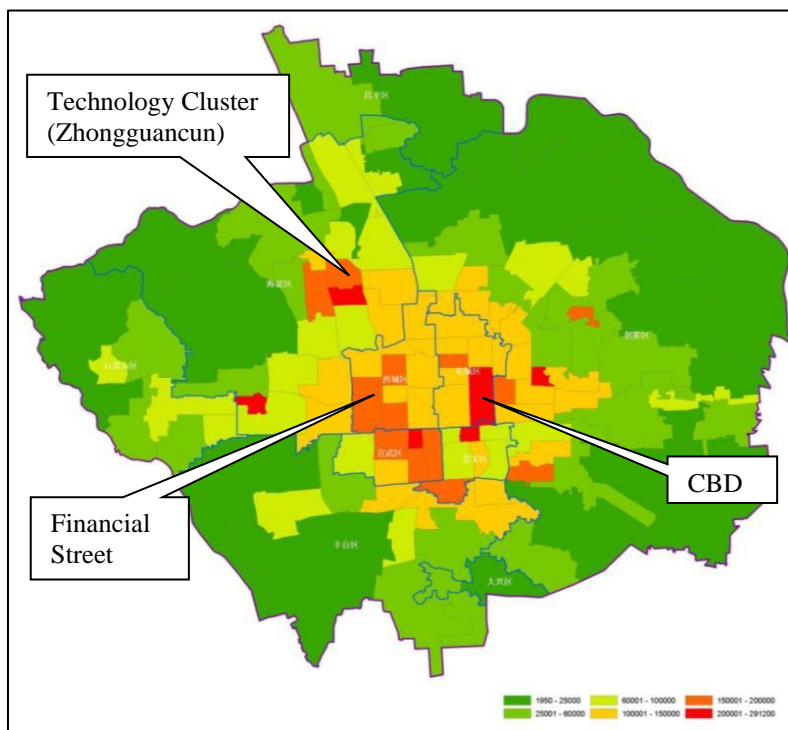 Technology Cluster
(Zhongguancun)
昌平区
海淀区
朝阳区
石景山区
西城区
东城区
宣武区
崇文区
CBD
Financial
Street
丰台区
大兴区
1950 - 25000
60001 - 100000
150001 - 200000
25001 - 60000
100001 - 150000
200001 - 291200